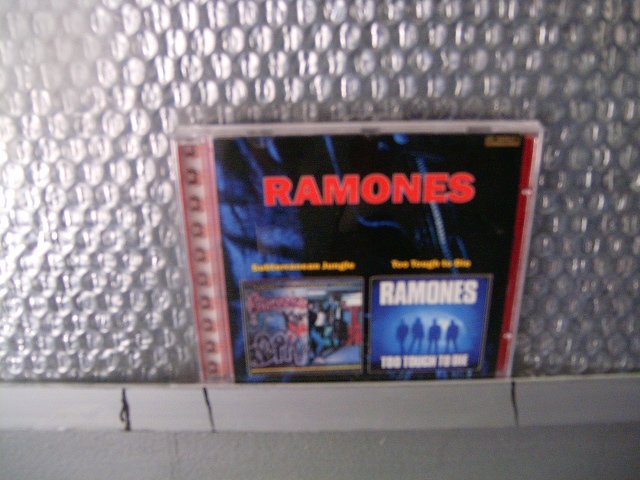 RAMONES
Subterranean Jungle
Too Tough to Die
RAMONES
TOO TOUGH TO DIE